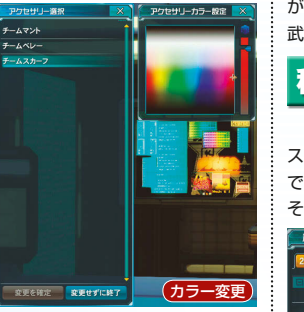 アクセサリー選択
チームマント
チームベレー
チームスカーフ
変更を確定
変更せずに終了
アクセサリーカラー設定
カラー変更
が
武
ス
で
そ